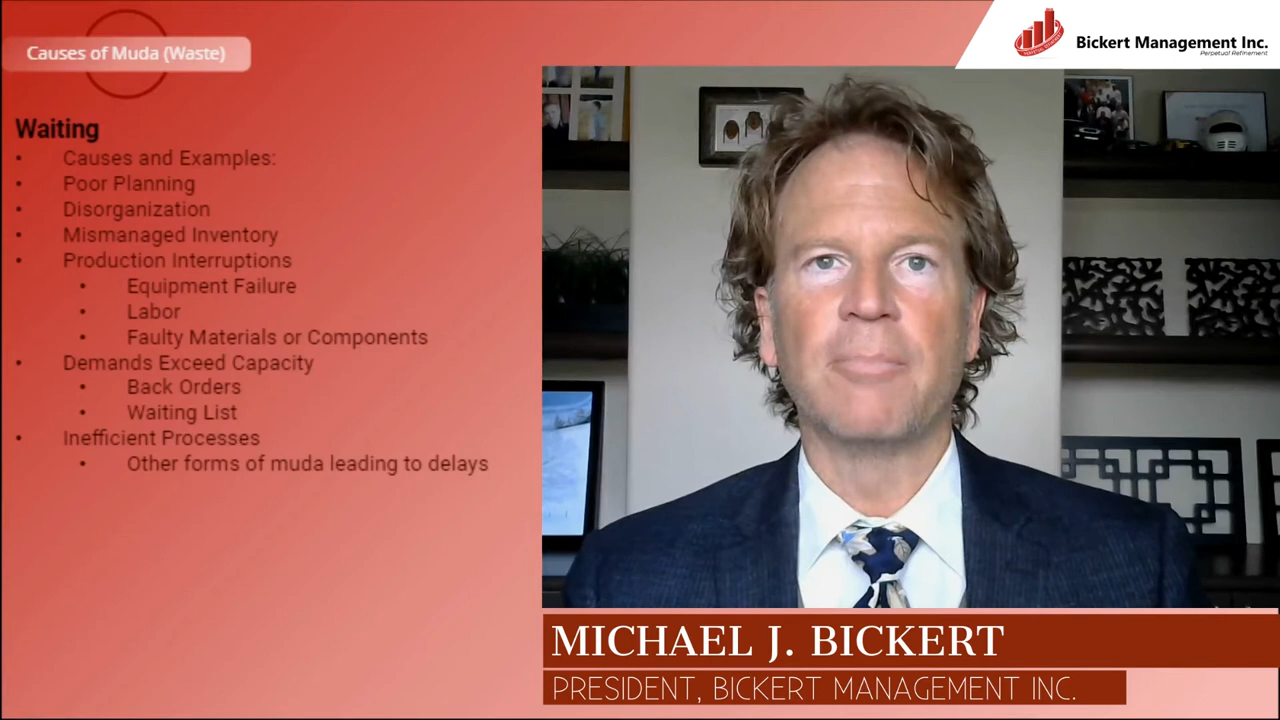 Causes of Muda (Waste)
Bickert Management Inc.
Perpetual Refinement
Waiting
• Causes and Examples:
• Poor Planning
• Disorganization
• Mismanaged Inventory
• Production Interruptions
• Equipment Failure
• Labor
• Faulty Materials or Components
• Demands Exceed Capacity
• Back Orders
• Waiting List
• Inefficient Processes
• Other forms of muda leading to delays
MICHAEL J. BICKERT
PRESIDENT, BICKERT MANAGEMENT INC.